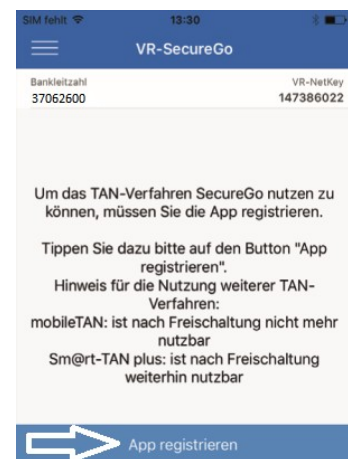 SIM fehlt 13:30
VR-SecureGo
Bankleitzahl VR-NetKey
37062600 147386022
Um das TAN-Verfahren SecureGo nutzen zu
können, müssen Sie die App registrieren.
Tippen Sie dazu bitte auf den Button "App
registrieren".
Hinweis für die Nutzung weiterer TAN-
Verfahren:
mobileTAN: ist nach Freischaltung nicht mehr
nutzbar
Sm@rt-TAN plus: ist nach Freischaltung
weiterhin nutzbar
App registrieren